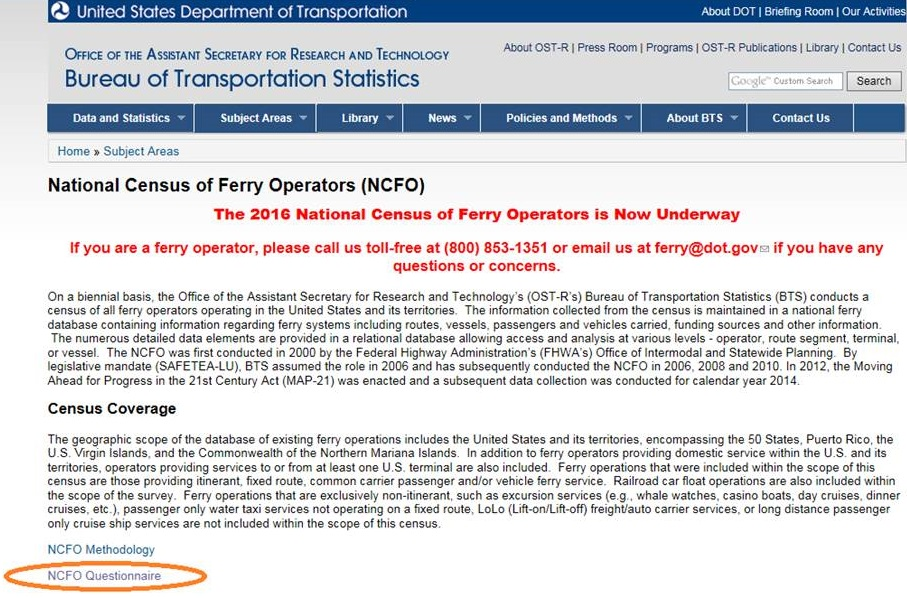 United States Department of Transportation
About DOT | Briefing Room | Our Activities
About OST-R | Press Room | Programs | OST-R Publications | Library | Contact Us
OFFICE OF THE ASSISTANT SECRETARY FOR RESEARCH AND TECHNOLOGY
Bureau of Transportation Statistics
Google™ Custom Search
Search
Data and Statistics
Subject Areas
Library
News
Policies and Methods
About BTS
Contact Us
Home » Subject Areas
National Census of Ferry Operators (NCFO)
The 2016 National Census of Ferry Operators is Now Underway
If you are a ferry operator, please call us toll-free at (800) 853-1351 or email us at ferry@dot.gov if you have any
questions or concerns.
On a biennial basis, the Office of the Assistant Secretary for Research and Technology's (OST-R's) Bureau of Transportation Statistics (BTS) conducts a
census of all ferry operators operating in the United States and its territories. The information collected from the census is maintained in a national ferry
database containing information regarding ferry systems including routes, vessels, passengers and vehicles carried, funding sources and other information.
The numerous detailed data elements are provided in a relational database allowing access and analysis at various levels - operator, route segment, terminal,
or vessel. The NCFO was first conducted in 2000 by the Federal Highway Administration's (FHWA's) Office of Intermodal and Statewide Planning. By
legislative mandate (SAFETEA-LU), BTS assumed the role in 2006 and has subsequently conducted the NCFO in 2006, 2008 and 2010. In 2012, the Moving
Ahead for Progress in the 21st Century Act (MAP-21) was enacted and a subsequent data collection was conducted for calendar year 2014.
Census Coverage
The geographic scope of the database of existing ferry operations includes the United States and its territories, encompassing the 50 States, Puerto Rico, the
U.S. Virgin Islands, and the Commonwealth of the Northern Mariana Islands. In addition to ferry operators providing domestic service within the U.S. and its
territories, operators providing services to or from at least one U.S. terminal are also included. Ferry operations that were included within the scope of this
census are those providing itinerant, fixed route, common carrier passenger and/or vehicle ferry service. Railroad car float operations are also included within
the scope of the survey. Ferry operations that are exclusively non-itinerant, such as excursion services (e.g., whale watches, casino boats, day cruises, dinner
cruises, etc.), passenger only water taxi services not operating on a fixed route, LoLo (Lift-on/Lift-off) freight/auto carrier services, or long distance passenger
only cruise ship services are not included within the scope of this census.
NCFO Methodology
NCFO Questionnaire